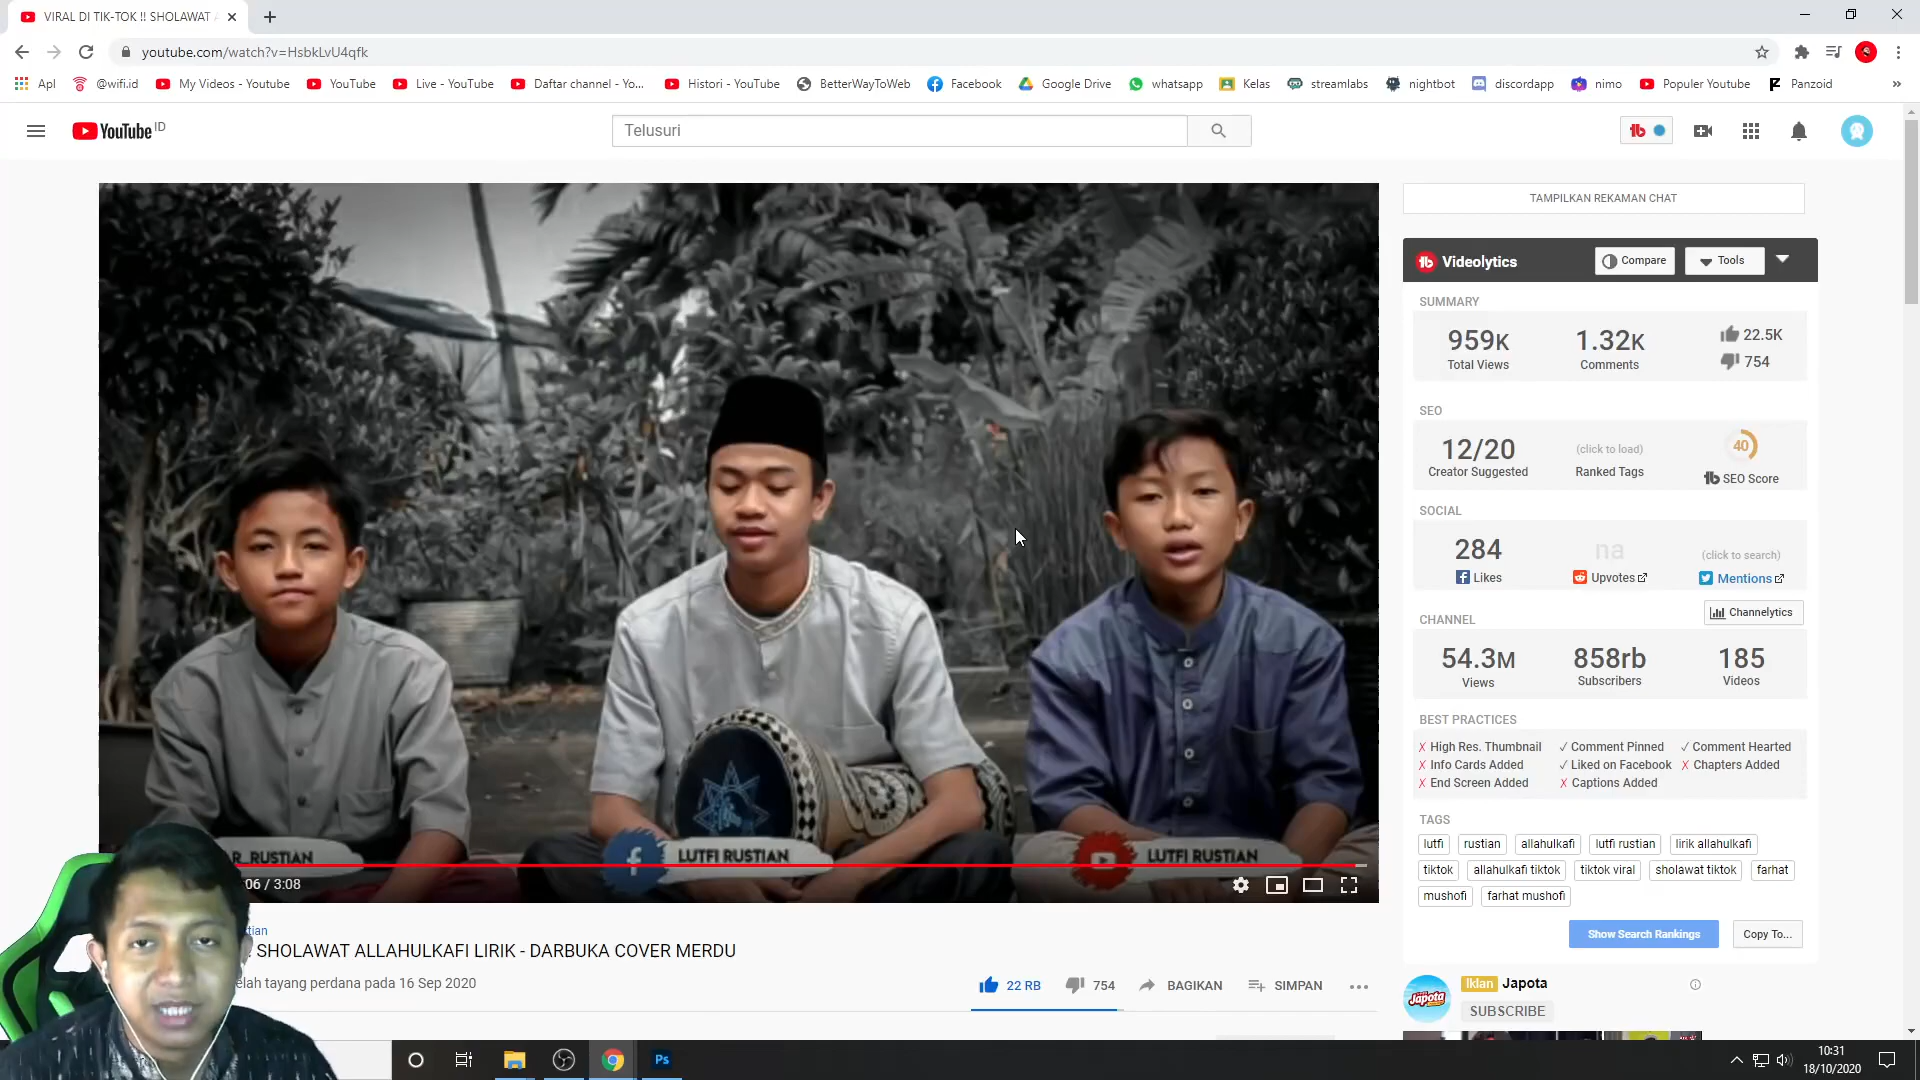 VIRAL DI TIK-TOK !! SHOLAWAT A
youtube.com/watch?v=HsbkLvU4qfk
Apl @wifi.id My Videos - Youtube YouTube Live - YouTube Daftar channel - Yo... Histori - YouTube BetterWayToWeb Facebook Google Drive whatsapp Kelas streamlabs nightbot discordapp nimo Populer Youtube Panzoid »
YouTube ID
Telusuri
TAMPILKAN REKAMAN CHAT
Videolytics Compare Tools
SUMMARY
959K 1.32K 22.5K
Total Views Comments 754
SEO
12/20 (click to load) 40
Creator Suggested Ranked Tags SEO Score
SOCIAL
284 na (click to search)
Likes Upvotes Mentions
CHANNEL Channelytics
54.3M 858rb 185
Views Subscribers Videos
BEST PRACTICES
✗ High Res. Thumbnail ✓ Comment Pinned ✓ Comment Hearted
✗ Info Cards Added ✓ Liked on Facebook ✗ Chapters Added
✗ End Screen Added ✗ Captions Added
TAGS
lutfi rustian allahulkafi lutfi rustian lirik allahulkafi
tiktok allahulkafi tiktok tiktok viral sholawat tiktok farhat
mushofi farhat mushofi
Show Search Rankings Copy To...
Iklan Japota
SUBSCRIBE
R_RUSTIAN LUTFI RUSTIAN LUTFI RUSTIAN
06 / 3:08
tian
! SHOLAWAT ALLAHULKAFI LIRIK - DARBUKA COVER MERDU
elah tayang perdana pada 16 Sep 2020
22 RB 754 BAGIKAN SIMPAN
Ps
10:31
18/10/2020